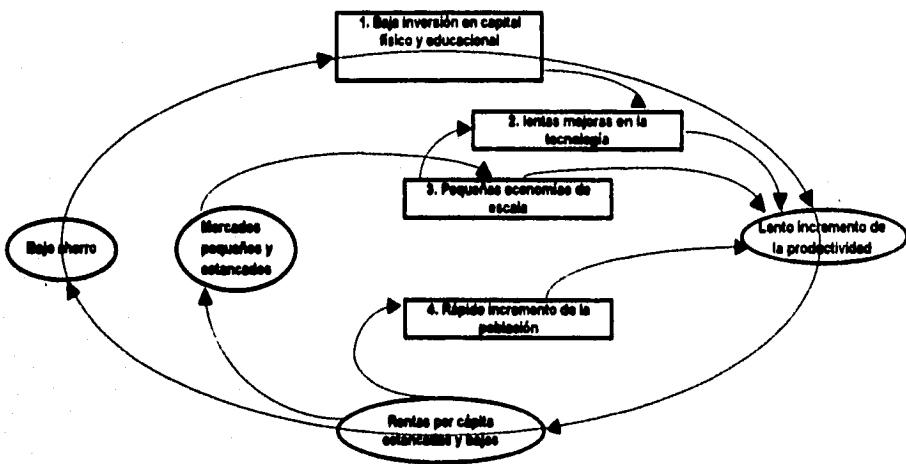 1. Baja inversión en capital
físico y educacional
2. lentas mejoras en la
tecnología
3. Pequeñas economías de
escala
Bajo ahorro
Mercados
pequeños y
estancados
Lento incremento de
la productividad
4. Rápido incremento de la
población
Rentas per cápita
estancadas y bajas